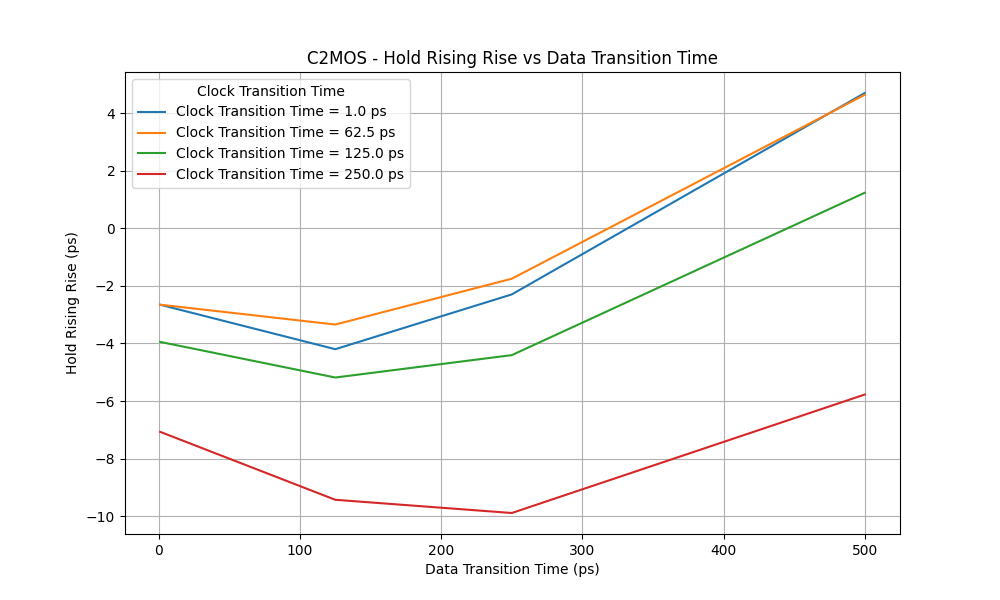 C2MOS - Hold Rising Rise vs Data Transition Time
Clock Transition Time
Clock Transition Time = 1.0 ps
Clock Transition Time = 62.5 ps
Clock Transition Time = 125.0 ps
Clock Transition Time = 250.0 ps
Hold Rising Rise (ps)
4
2
0
−2
−4
−6
−8
−10
0 100 200 300 400 500
Data Transition Time (ps)